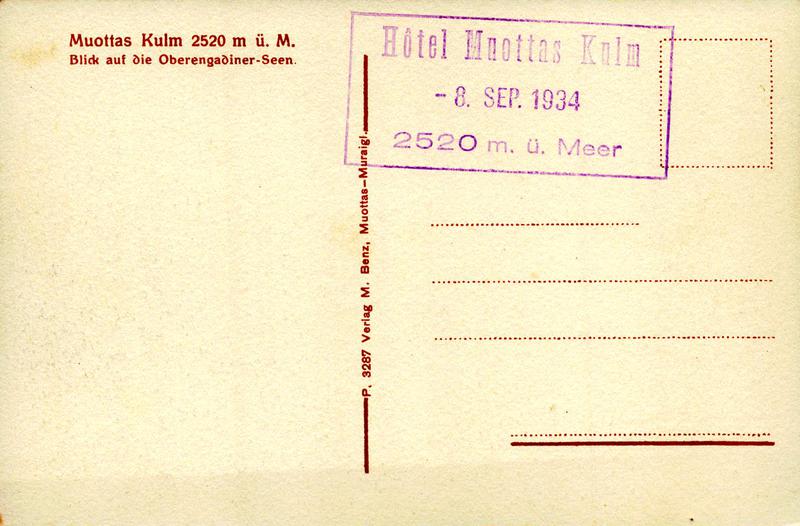 Muottas Kulm 2520 m ü. M.
Blick auf die Oberengadiner-Seen.
Hôtel Muottas Kulm
- 8. SEP. 1934
2520 m. ü. Meer
P. 3287 Verlag M. Benz, Muottas-Muraigl.